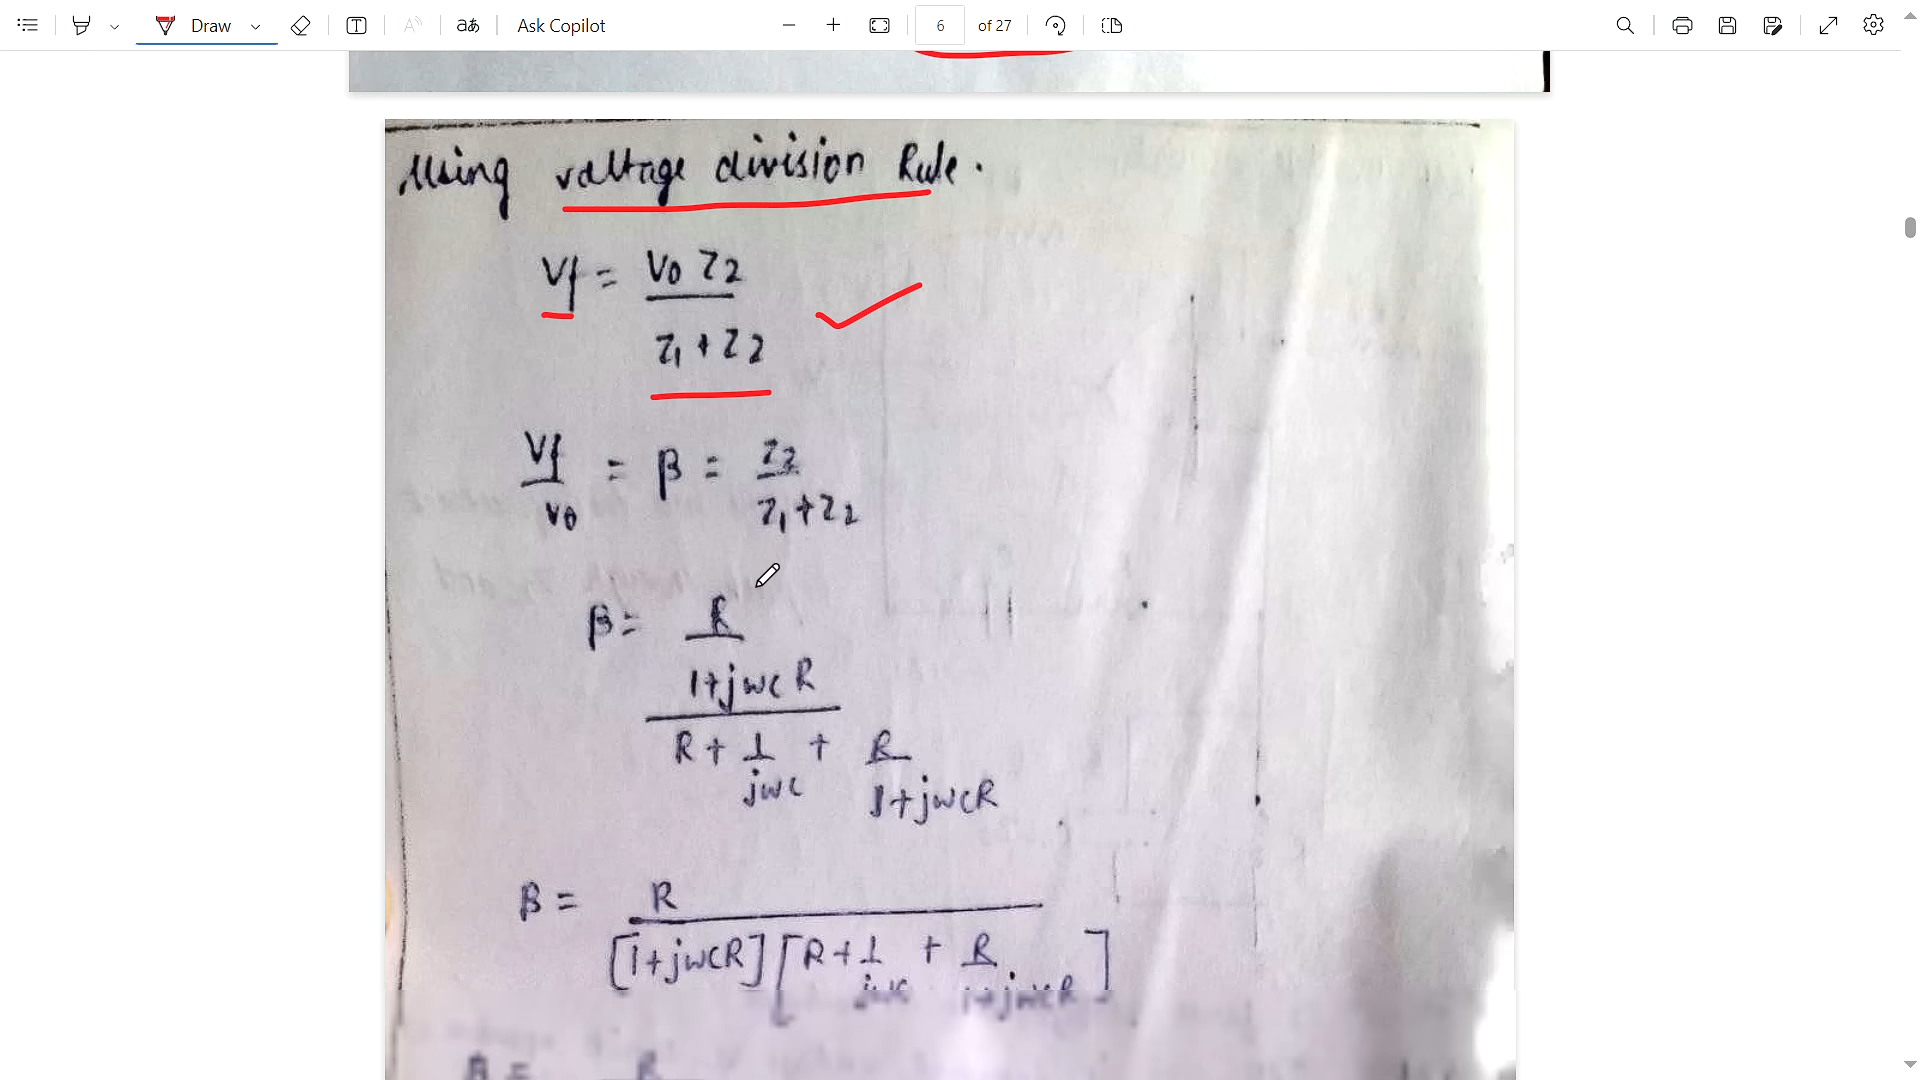 Draw
Ask Copilot
6 of 27
Using voltage division Rule.
Vf = Vo Z2
Z1 + Z2
Vf = β = Z2
Vo Z1+Z2
β = R
1+jwcR
R + 1 + R
jwc 1+jwcR
β = R
[1+jwcR] [R+1 + R ]
jwc 1+jwcR
β = R